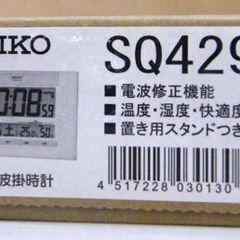 IKO
SQ429
■ 電波修正機能
■ 温度・湿度・快適度
■ 置き用スタンドつき
波掛時計
4 517228 030130